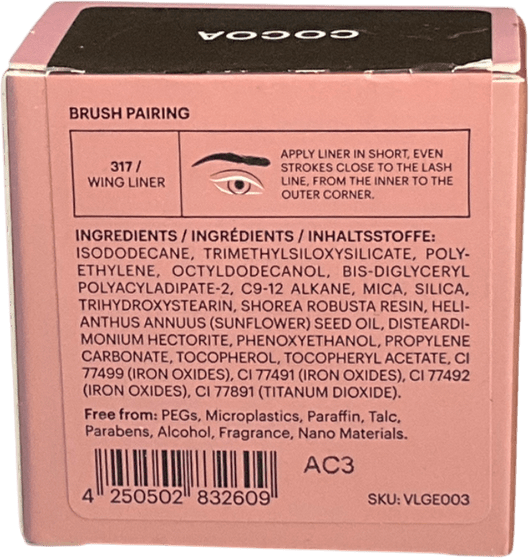 COCOA
BRUSH PAIRING
317 /
WING LINER
APPLY LINER IN SHORT, EVEN
STROKES CLOSE TO THE LASH
LINE, FROM THE INNER TO THE
OUTER CORNER.
INGREDIENTS / INGRÉDIENTS / INHALTSSTOFFE:
ISODODECANE, TRIMETHYLSILOXYSILICATE, POLY-
ETHYLENE, OCTYLDODECANOL, BIS-DIGLYCERYL
POLYACYLADIPATE-2, C9-12 ALKANE, MICA, SILICA,
TRIHYDROXYSTEARIN, SHOREA ROBUSTA RESIN, HELI-
ANTHUS ANNUUS (SUNFLOWER) SEED OIL, DISTEARDI-
MONIUM HECTORITE, PHENOXYETHANOL, PROPYLENE
CARBONATE, TOCOPHEROL, TOCOPHERYL ACETATE, CI
77499 (IRON OXIDES), CI 77491 (IRON OXIDES), CI 77492
(IRON OXIDES), CI 77891 (TITANUM DIOXIDE).
Free from: PEGs, Microplastics, Paraffin, Talc,
Parabens, Alcohol, Fragrance, Nano Materials.
AC3
4 250502 832609
SKU: VLGE003